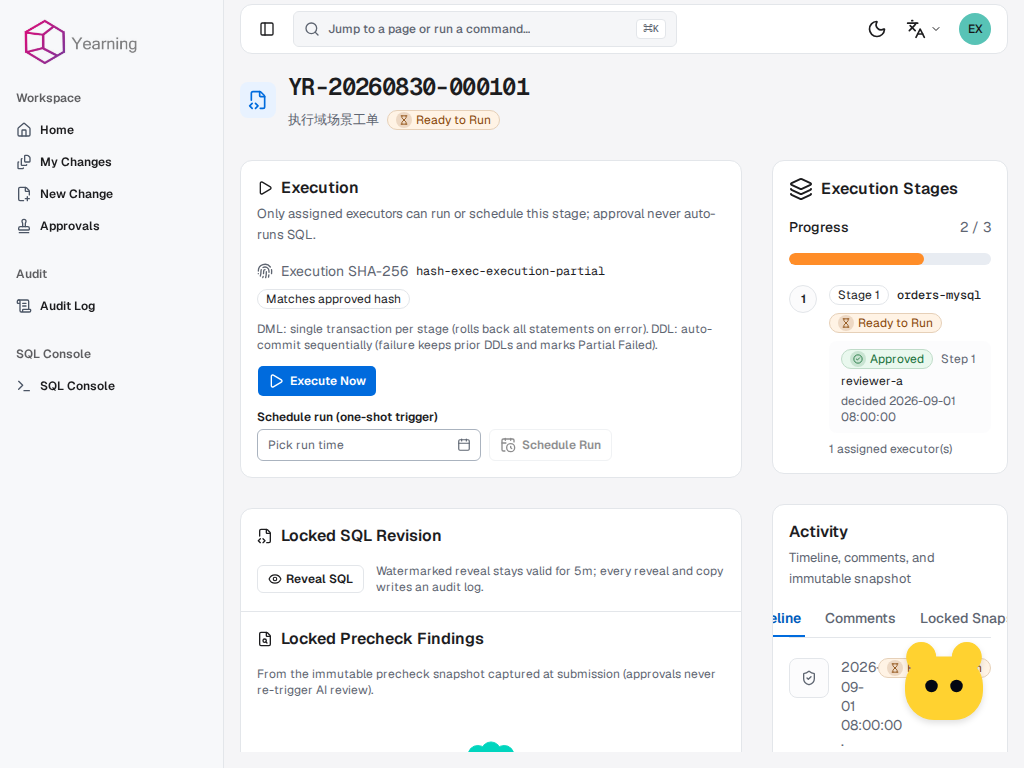 Yearning
Workspace
Home
My Changes
New Change
Approvals
Audit
Audit Log
SQL Console
SQL Console
Jump to a page or run a command...
⌘K
EX
YR-20260830-000101
执行域场景工单
Ready to Run
Execution
Only assigned executors can run or schedule this stage; approval never auto-
runs SQL.
Execution SHA-256 hash-exec-execution-partial
Matches approved hash
DML: single transaction per stage (rolls back all statements on error). DDL: auto-
commit sequentially (failure keeps prior DDLs and marks Partial Failed).
Execute Now
Schedule run (one-shot trigger)
Pick run time
Schedule Run
Locked SQL Revision
Reveal SQL
Watermarked reveal stays valid for 5m; every reveal and copy
writes an audit log.
Locked Precheck Findings
From the immutable precheck snapshot captured at submission (approvals never
re-trigger AI review).
Execution Stages
Progress 2 / 3
1
Stage 1 orders-mysql
Ready to Run
Approved Step 1
reviewer-a
decided 2026-09-01
08:00:00
1 assigned executor(s)
Activity
Timeline, comments, and
immutable snapshot
eline Comments Locked Snap
2026-
09-
01
08:00:00
·